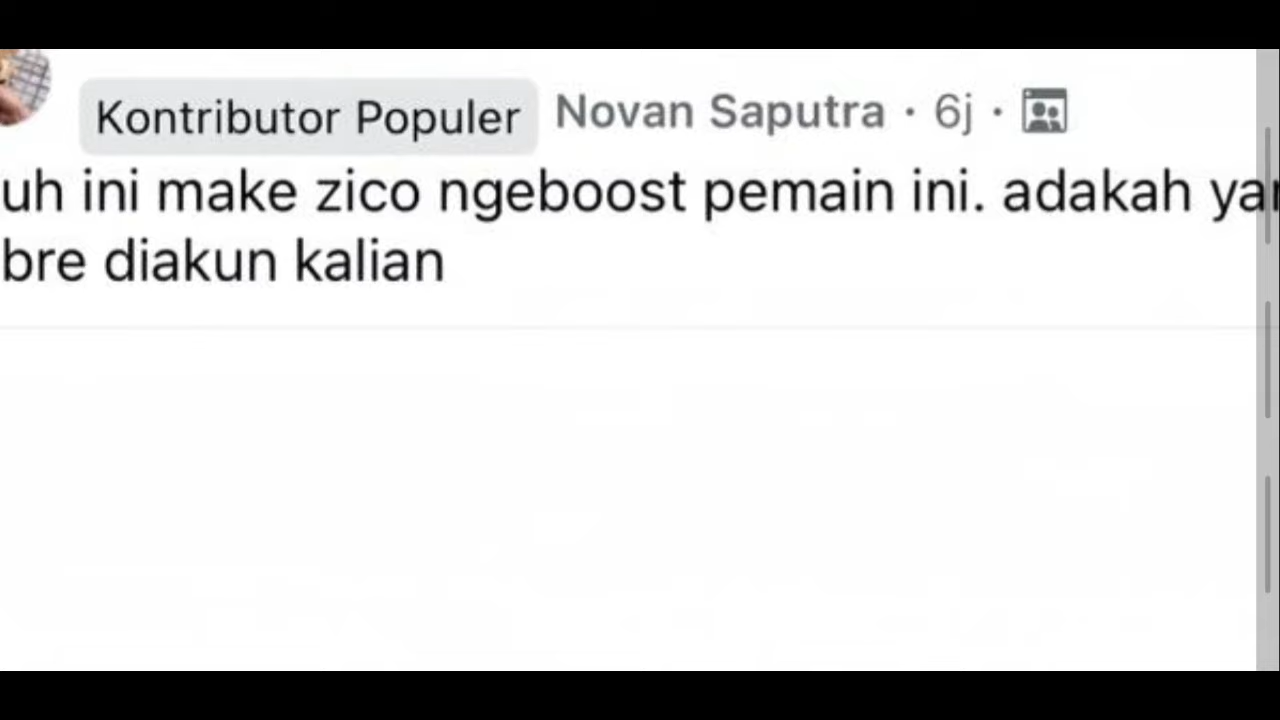 Kontributor Populer Novan Saputra · 6j ·
uh ini make zico ngeboost pemain ini. adakah
bre diakun kalian